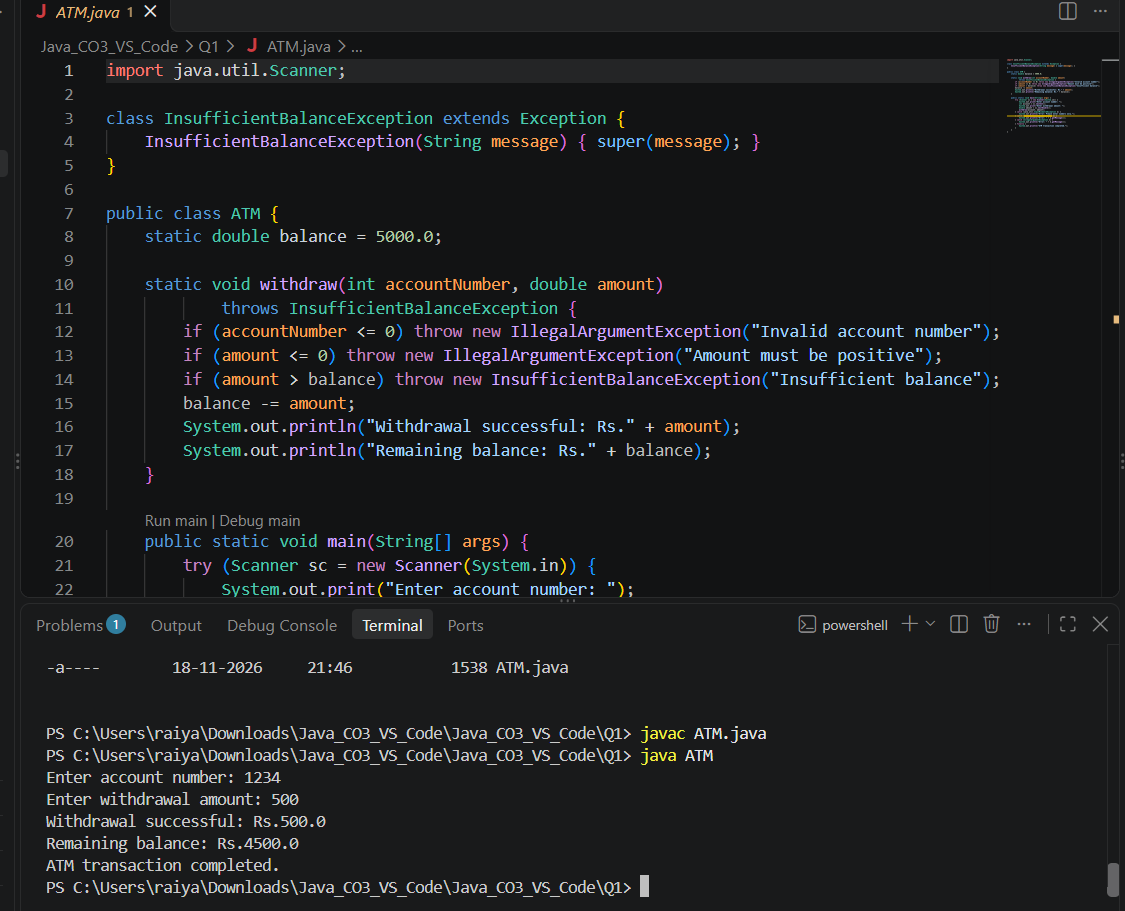 ATM.java 1
Java_CO3_VS_Code > Q1 > ATM.java > ...
1 import java.util.Scanner;
2
3 class InsufficientBalanceException extends Exception {
4     InsufficientBalanceException(String message) { super(message); }
5 }
6
7 public class ATM {
8     static double balance = 5000.0;
9
10     static void withdraw(int accountNumber, double amount)
11             throws InsufficientBalanceException {
12         if (accountNumber <= 0) throw new IllegalArgumentException("Invalid account number");
13         if (amount <= 0) throw new IllegalArgumentException("Amount must be positive");
14         if (amount > balance) throw new InsufficientBalanceException("Insufficient balance");
15         balance -= amount;
16         System.out.println("Withdrawal successful: Rs." + amount);
17         System.out.println("Remaining balance: Rs." + balance);
18     }
19
Run main | Debug main
20     public static void main(String[] args) {
21         try (Scanner sc = new Scanner(System.in)) {
22             System.out.print("Enter account number: ");
Problems 1 Output Debug Console Terminal Ports powershell
-a---- 18-11-2026 21:46 1538 ATM.java
PS C:\Users\raiya\Downloads\Java_CO3_VS_Code\Java_CO3_VS_Code\Q1> javac ATM.java
PS C:\Users\raiya\Downloads\Java_CO3_VS_Code\Java_CO3_VS_Code\Q1> java ATM
Enter account number: 1234
Enter withdrawal amount: 500
Withdrawal successful: Rs.500.0
Remaining balance: Rs.4500.0
ATM transaction completed.
PS C:\Users\raiya\Downloads\Java_CO3_VS_Code\Java_CO3_VS_Code\Q1>